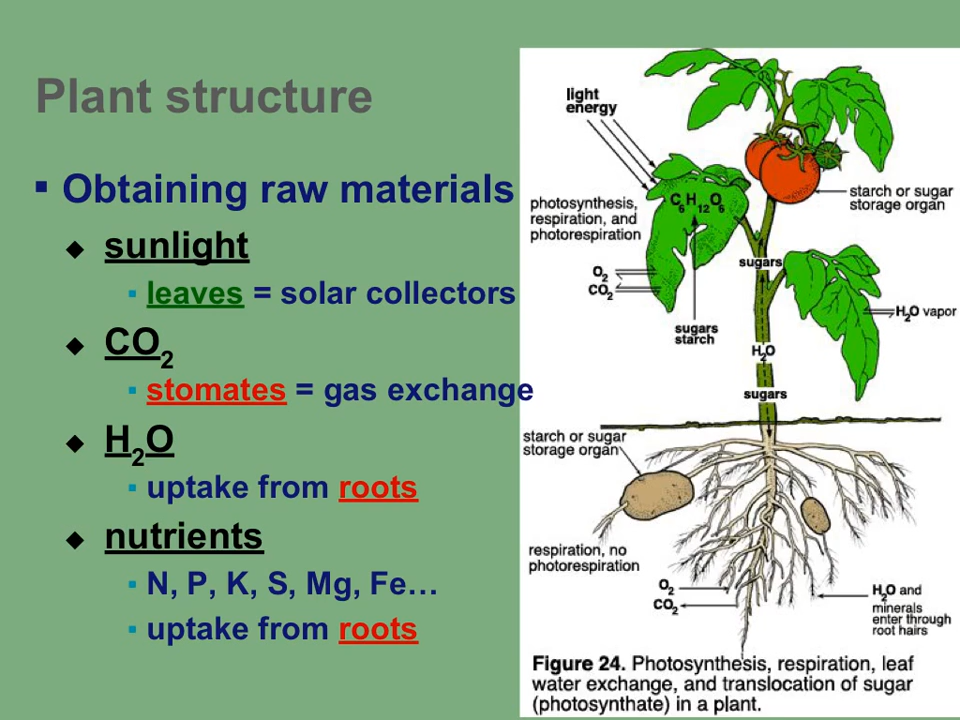 Plant structure
▪ Obtaining raw materials
◆ sunlight
▪ leaves = solar collectors
◆ CO2
▪ stomates = gas exchange
◆ H2O
▪ uptake from roots
◆ nutrients
▪ N, P, K, S, Mg, Fe…
▪ uptake from roots
light
energy
photosynthesis,
respiration, and
photorespiration
C6H12O6
O2
CO2
sugars
starch
starch or sugar
storage organ
sugars
H2O vapor
H2O
sugars
starch or sugar
storage organ
respiration, no
photorespiration
O2
CO2
H2O and
minerals
enter through
root hairs
Figure 24. Photosynthesis, respiration, leaf
water exchange, and translocation of sugar
(photosynthate) in a plant.